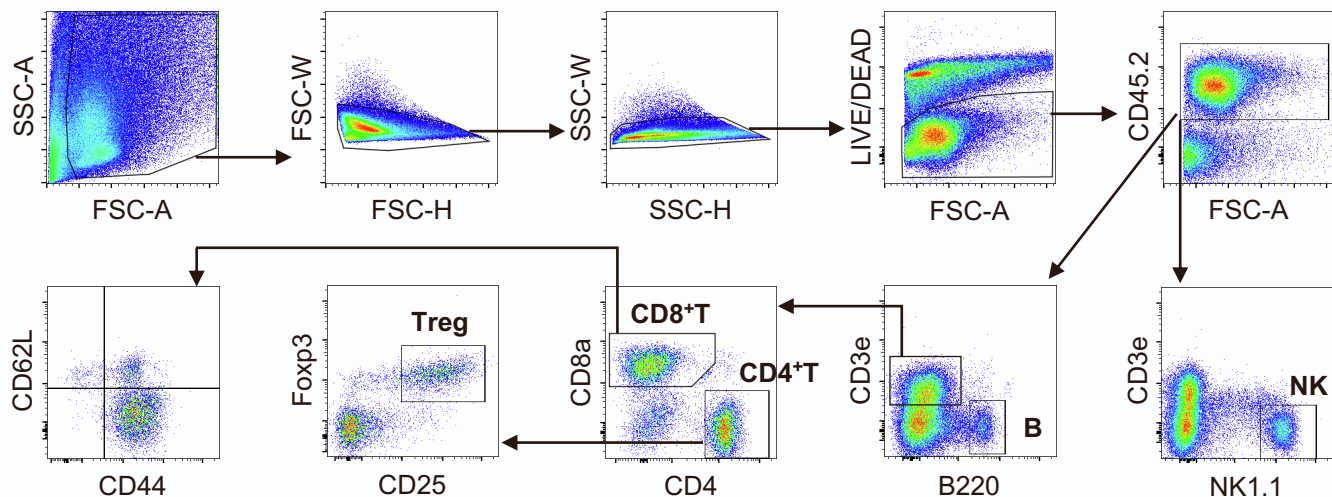 SSC-A
FSC-A
FSC-W
FSC-H
SSC-W
SSC-H
LIVE/DEAD
FSC-A
CD45.2
FSC-A
CD62L
CD44
Foxp3
Treg
CD25
CD8a
CD8⁺T
CD4⁺T
CD4
CD3e
B
B220
CD3e
NK
NK1.1